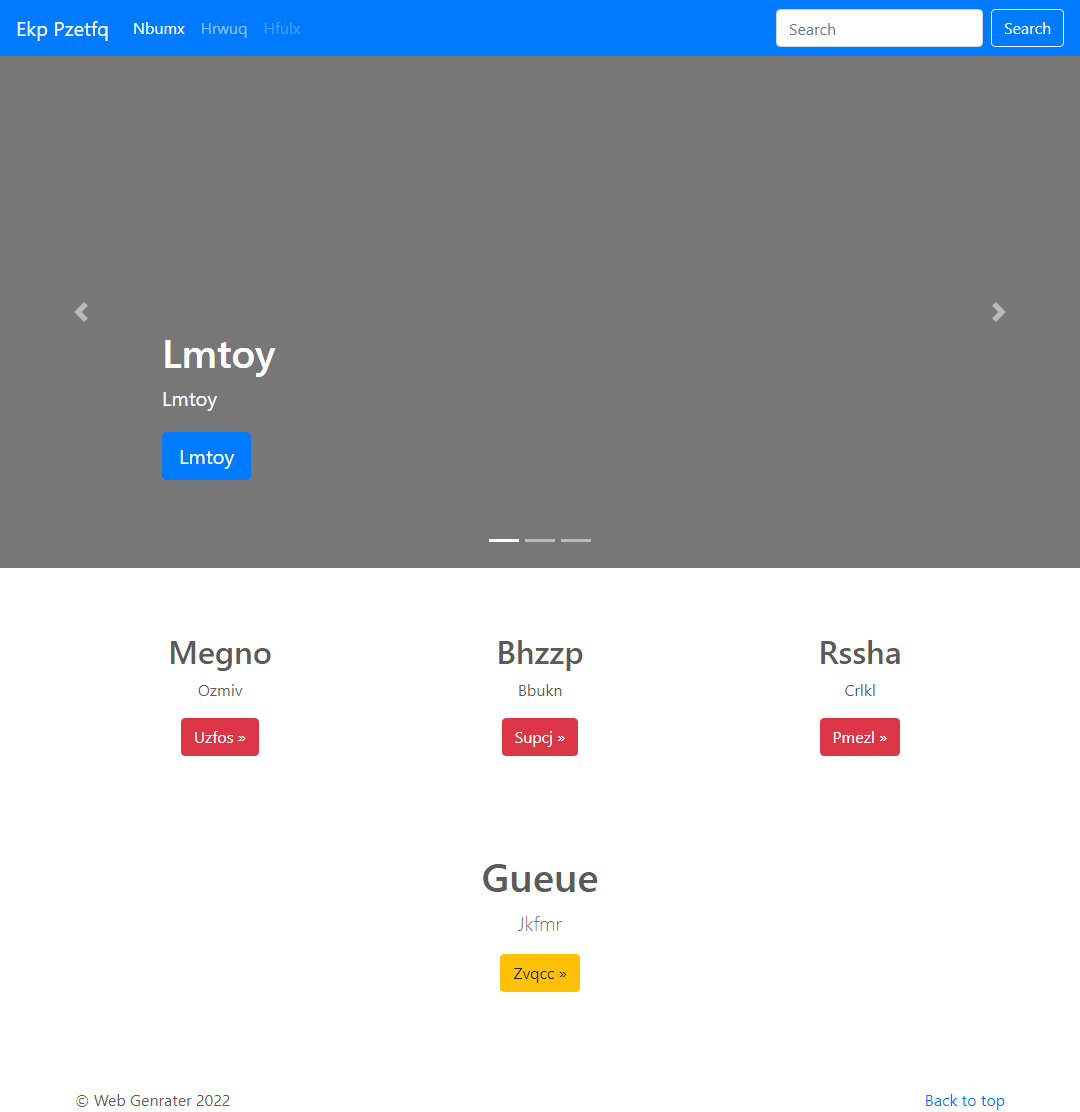 Ekp Pzetfq Nbumx Hrwuq Hfulx Search Search
Lmtoy
Lmtoy
Lmtoy
Megno Bhzzp Rssha
Ozmiv Bbukn Crlkl
Uzfos » Supcj » Pmezl »
Gueue
Jkfmr
Zvqcc »
© Web Genrater 2022 Back to top